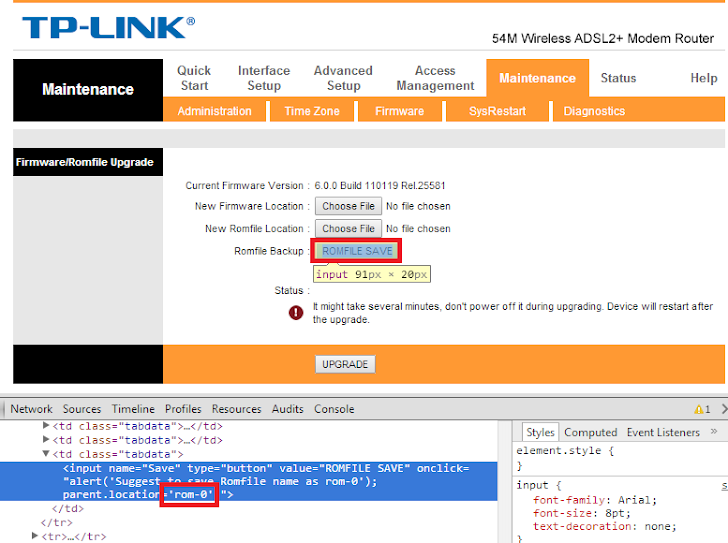 TP-LINK®
54M Wireless ADSL2+ Modem Router
Maintenance
Quick Start
Interface Setup
Advanced Setup
Access Management
Maintenance
Status
Help
Administration
Time Zone
Firmware
SysRestart
Diagnostics
Firmware/Romfile Upgrade
Current Firmware Version : 6.0.0 Build 110119 Rel.25581
New Firmware Location : Choose File No file chosen
New Romfile Location : Choose File No file chosen
Romfile Backup : ROMFILE SAVE
input 91px × 20px
Status :
! It might take several minutes, don't power off it during upgrading. Device will restart after
the upgrade.
UPGRADE
Network Sources Timeline Profiles Resources Audits Console 1
▶<td class="tabdata">…</td>
▶<td class="tabdata">…</td>
▼<td class="tabdata">
<input name="Save" type="button" value="ROMFILE SAVE" onclick=
"alert('Suggest to save Romfile name as rom-0');
parent.location='rom-0'">
</td>
</tr>
▶<tr>…</tr>
Styles Computed Event Listeners »
element.style {
}
input { s
font-family: Arial;
font-size: 8pt;
text-decoration: none;
}